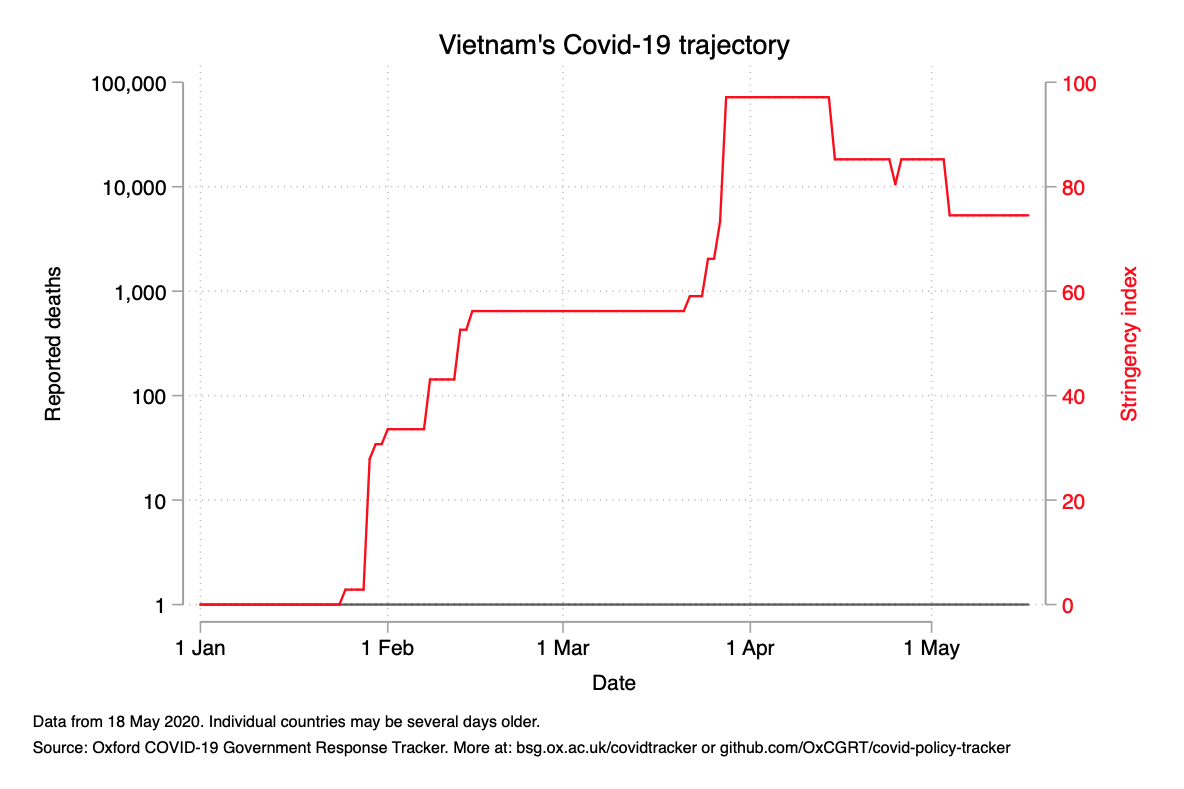 Vietnam's Covid-19 trajectory
100,000
10,000
1,000
100
10
1
Reported deaths
100
80
60
40
20
0
Stringency index
1 Jan
1 Feb
1 Mar
1 Apr
1 May
Date
Data from 18 May 2020. Individual countries may be several days older.
Source: Oxford COVID-19 Government Response Tracker. More at: bsg.ox.ac.uk/covidtracker or github.com/OxCGRT/covid-policy-tracker